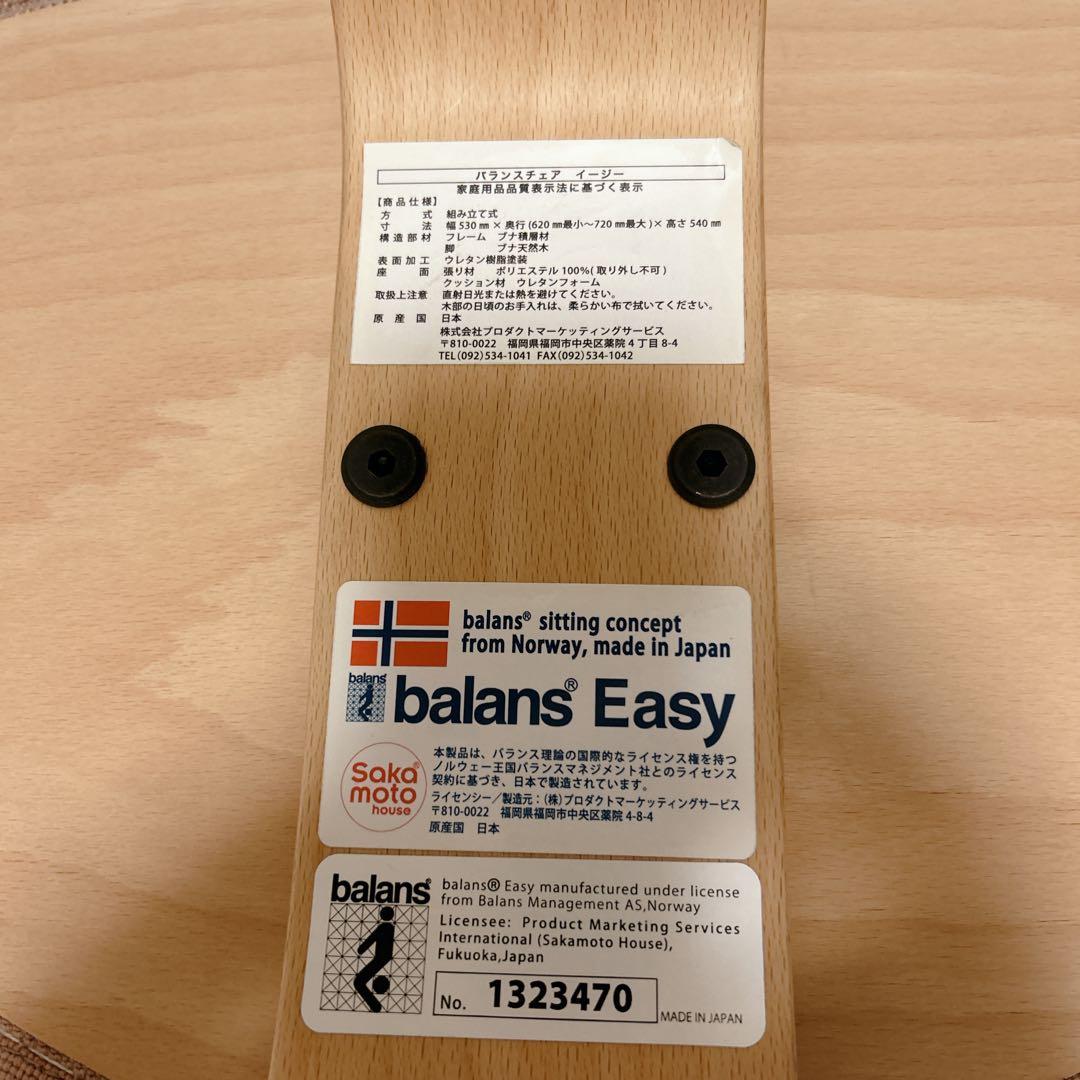 バランスチェア　イージー
家庭用品品質表示法に基づく表示
【商品仕様】
方　　式　組み立て式
寸　　法　幅 530 ㎜ × 奥行 (620 ㎜最小～720 ㎜最大 )× 高さ 540 ㎜
構造部材　フレーム　ブナ積層材
脚　　　ブナ天然木
表面加工　ウレタン樹脂塗装
座　　面　張り材　　ポリエステル 100%( 取り外し不可 )
クッション材　ウレタンフォーム
取扱上注意　直射日光または熱を避けてください。
木部の日頃のお手入れは、柔らかい布で拭いてください。
原産国　日本
株式会社プロダクトマーケッティングサービス
〒810-0022　福岡県福岡市中央区薬院 4 丁目 8-4
TEL(092)534-1041 FAX(092)534-1042
balans® sitting concept
from Norway, made in Japan
balans®
balans® Easy
本製品は、バランス理論の国際的なライセンス権を持つ
ノルウェー王国バランスマネジメント社とのライセンス
契約に基づき、日本で製造されています。
Saka®
moto
house
ライセンシー／製造元：(株)プロダクトマーケッティングサービス
〒810-0022　福岡県福岡市中央区薬院 4-8-4
原産国　日本
balans®
balans® Easy manufactured under license
from Balans Management AS,Norway
Licensee: Product Marketing Services
International (Sakamoto House),
Fukuoka,Japan
No. 1323470
MADE IN JAPAN